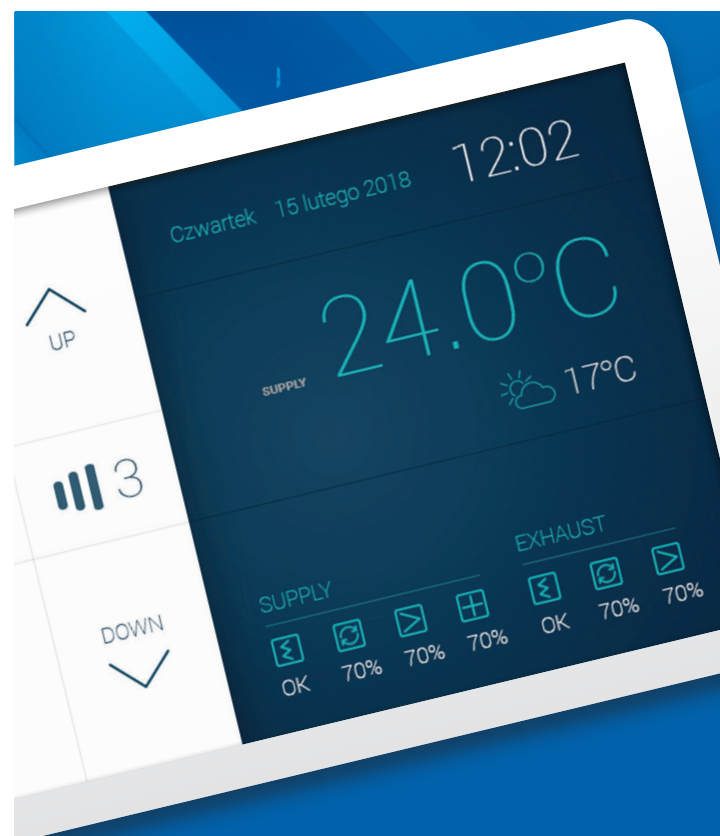 12:02
Czwartek 15 lutego 2018
UP
24.0°C
SUPPLY
17°C
3
EXHAUST
SUPPLY
DOWN
OK 70% 70% 70% OK 70% 70%